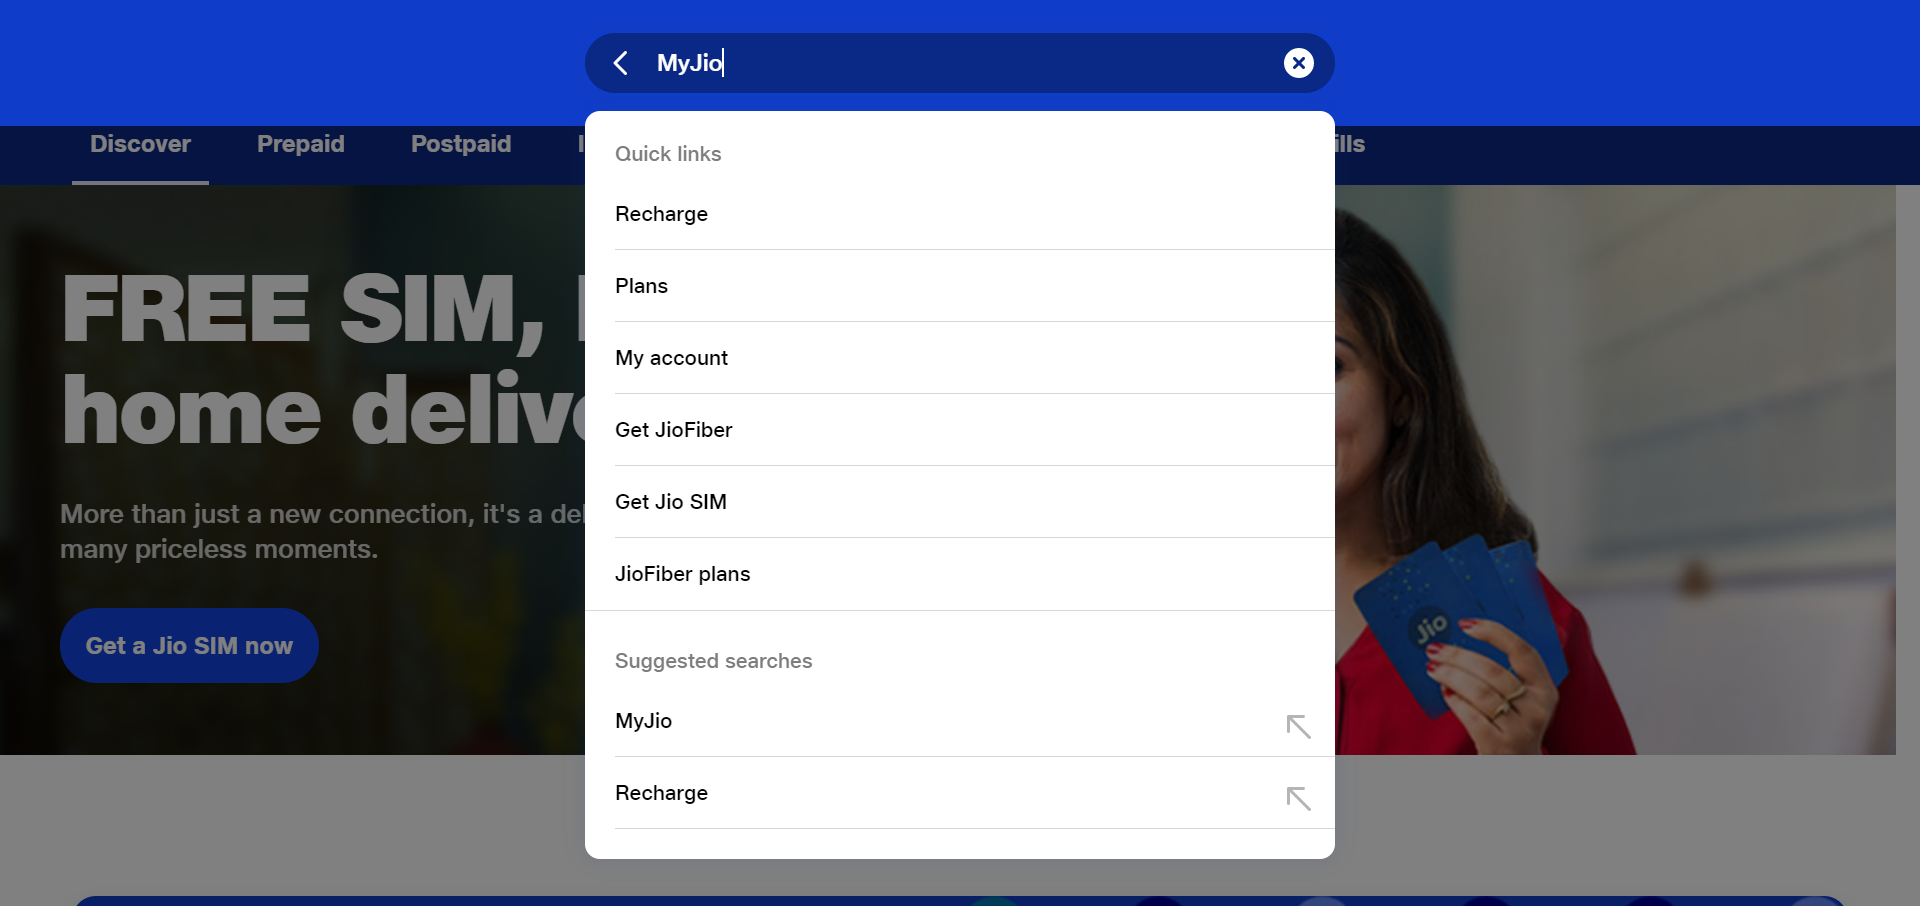 MyJio
Discover
Prepaid
Postpaid
ills
Quick links
Recharge
Plans
My account
Get JioFiber
Get Jio SIM
JioFiber plans
Suggested searches
MyJio
Recharge
FREE SIM,
home delive
More than just a new connection, it's a del
many priceless moments.
Get a Jio SIM now
Jio